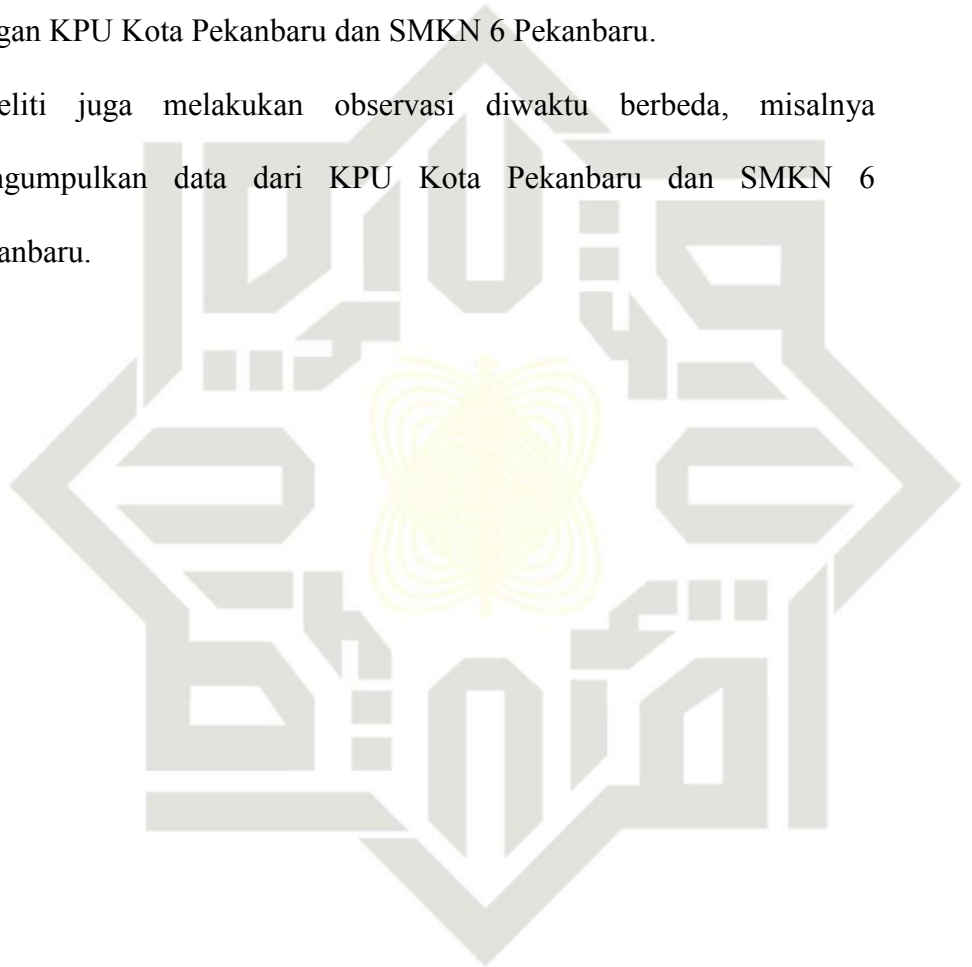 gan KPU Kota Pekanbaru dan SMKN 6 Pekanbaru.
eliti juga melakukan observasi diwaktu berbeda, misalnya
ngumpulkan data dari KPU Kota Pekanbaru dan SMKN 6
anbaru.